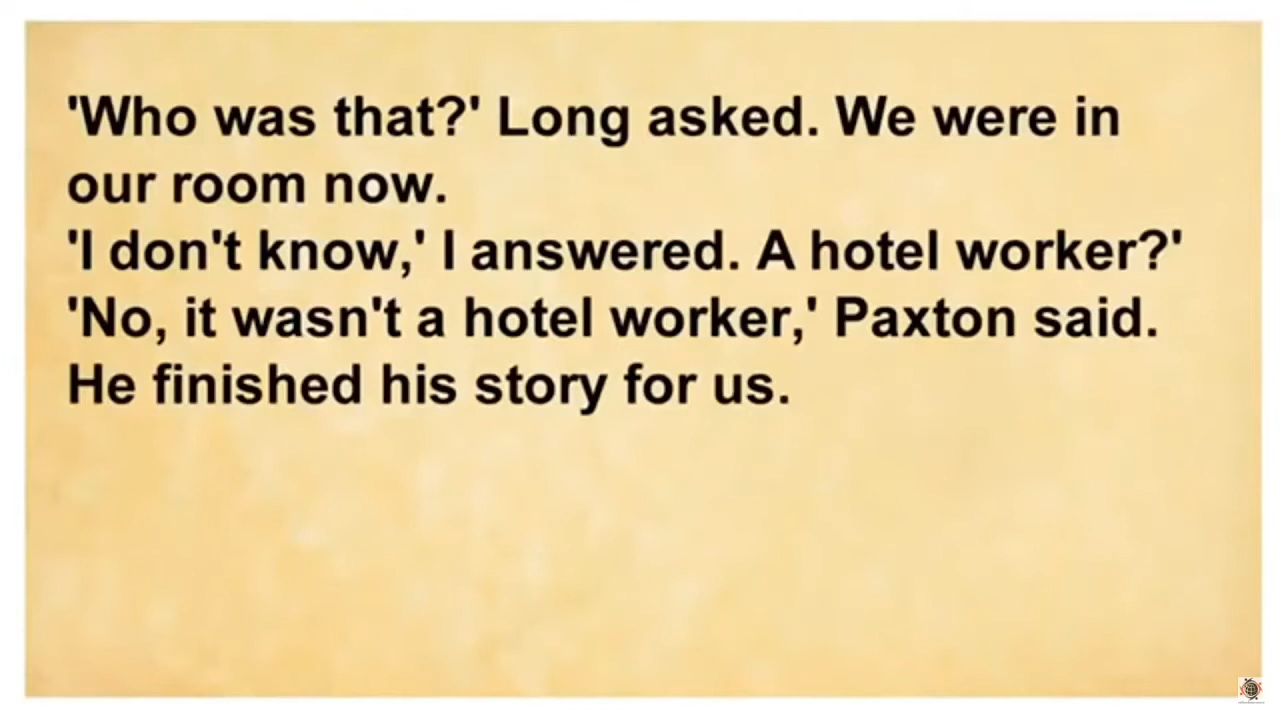 'Who was that?' Long asked. We were in
our room now.
'I don't know,' I answered. A hotel worker?'
'No, it wasn't a hotel worker,' Paxton said.
He finished his story for us.